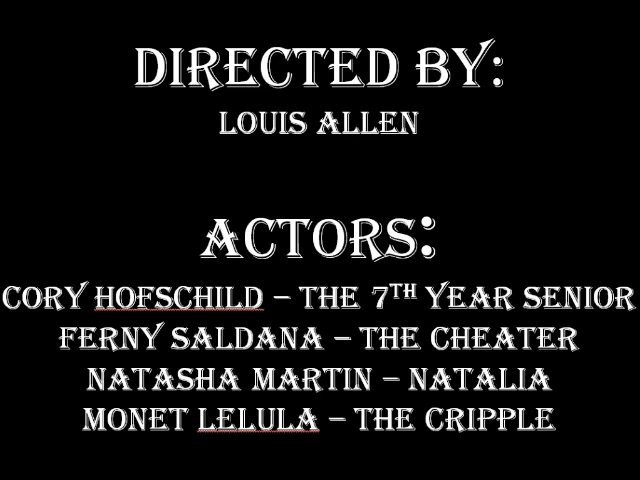 DIRECTED BY:
LOUIS ALLEN
ACTORS:
CORY HOFSCHILD – THE 7TH YEAR SENIOR
FERNY SALDANA – THE CHEATER
NATASHA MARTIN – NATALIA
MONET LELULA – THE CRIPPLE